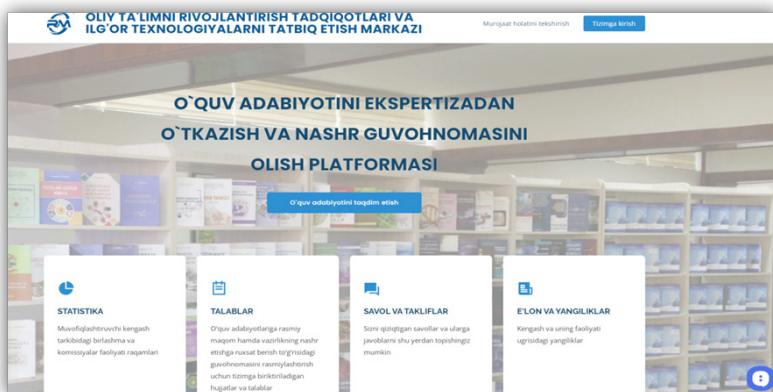 OLIY TA'LIMNI RIVOJLANTIRISH TADQIQOTLARI VA
ILG'OR TEXNOLOGIYALARNI TATBIQ ETISH MARKAZI
Murojaat holatini tekshirish
Tizimga kirish
O`QUV ADABIYOTINI EKSPERTIZADAN
O`TKAZISH VA NASHR GUVOHNOMASINI
OLISH PLATFORMASI
O'quv adabiyotini taqdim etish
STATISTIKA
Muvofiqlashtiruvchi kengash
tarkibidagi birlashma va
komissiyalar faoliyati raqamlari
TALABLAR
O'quv adabiyotlariga rasmiy
maqom hamda vazirlikning nashr
etishga ruxsat berish to'g'risidagi
guvohnomasini rasmiylashtirish
uchun tizimga biriktiriladigan
hujjatlar va talablar
SAVOL VA TAKLIFLAR
Sizni qiziqtigan savollar va ularga
javoblarni shu yerdan topishingiz
mumkin
E'LON VA YANGILIKLAR
Kengash va uning faoliyati
ugrisidagi yangiliklar